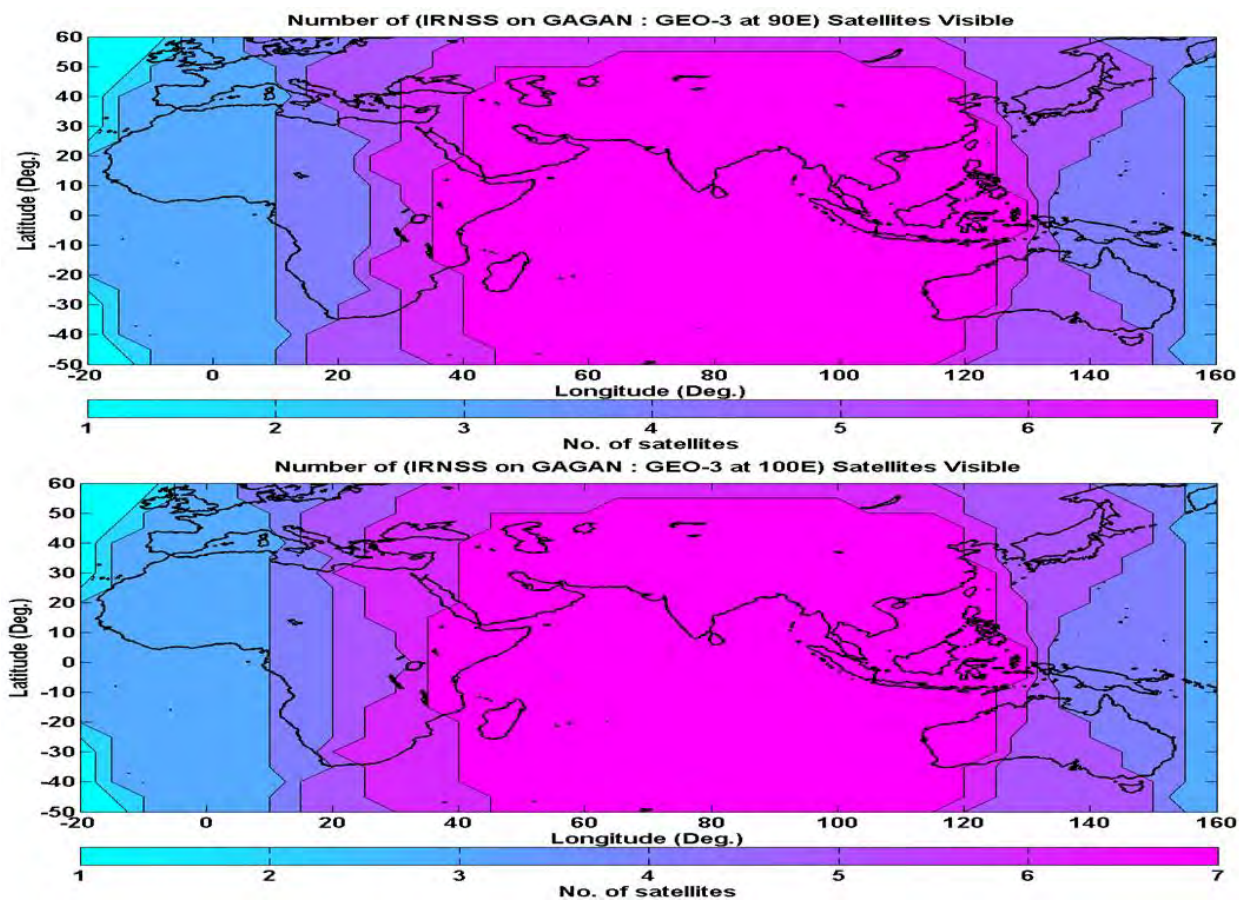 Number of (IRNSS on GAGAN : GEO-3 at 90E) Satellites Visible
60
50
40
30
20
10
0
-10
-20
-30
-40
-50
Latitude (Deg.)
-20 0 20 40 60 80 100 120 140 160
Longitude (Deg.)
1 2 3 4 5 6 7
No. of satellites
Number of (IRNSS on GAGAN : GEO-3 at 100E) Satellites Visible
60
50
40
30
20
10
0
-10
-20
-30
-40
-50
Latitude (Deg.)
-20 0 20 40 60 80 100 120 140 160
Longitude (Deg.)
1 2 3 4 5 6 7
No. of satellites